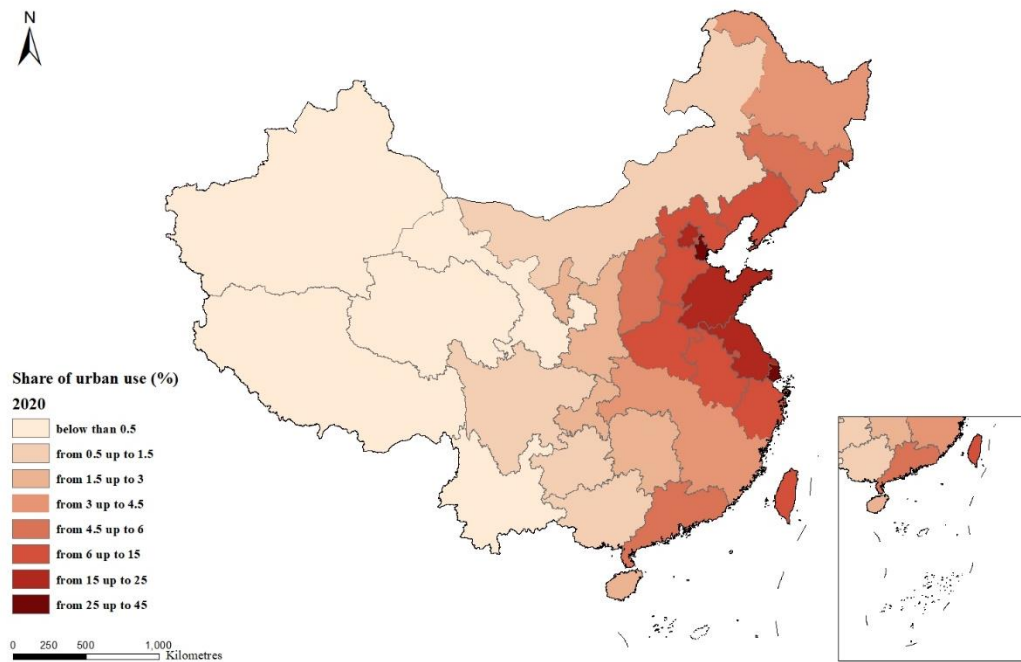 N
Share of urban use (%)
2020
below than 0.5
from 0.5 up to 1.5
from 1.5 up to 3
from 3 up to 4.5
from 4.5 up to 6
from 6 up to 15
from 15 up to 25
from 25 up to 45
0 250 500 1,000
Kilometres